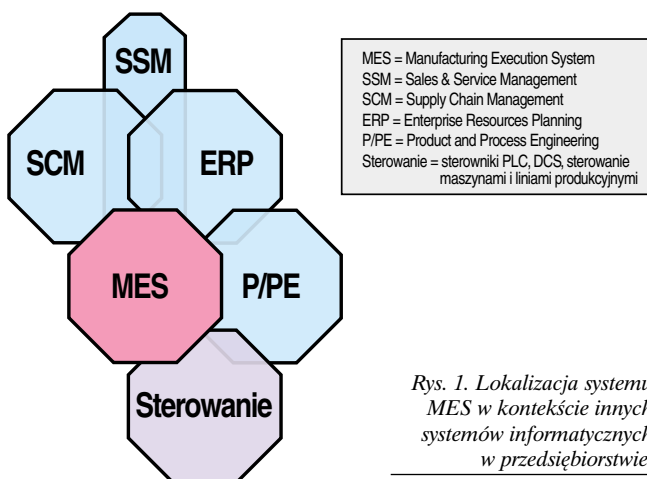 SSM
SCM
ERP
MES
P/PE
Sterowanie
MES = Manufacturing Execution System
SSM = Sales & Service Management
SCM = Supply Chain Management
ERP = Enterprise Resources Planning
P/PE = Product and Process Engineering
Sterowanie = sterowniki PLC, DCS, sterowanie
maszynami i liniami produkcyjnymi
Rys. 1. Lokalizacja systemu
MES w kontekście innych
systemów informatycznych
w przedsiębiorstwie